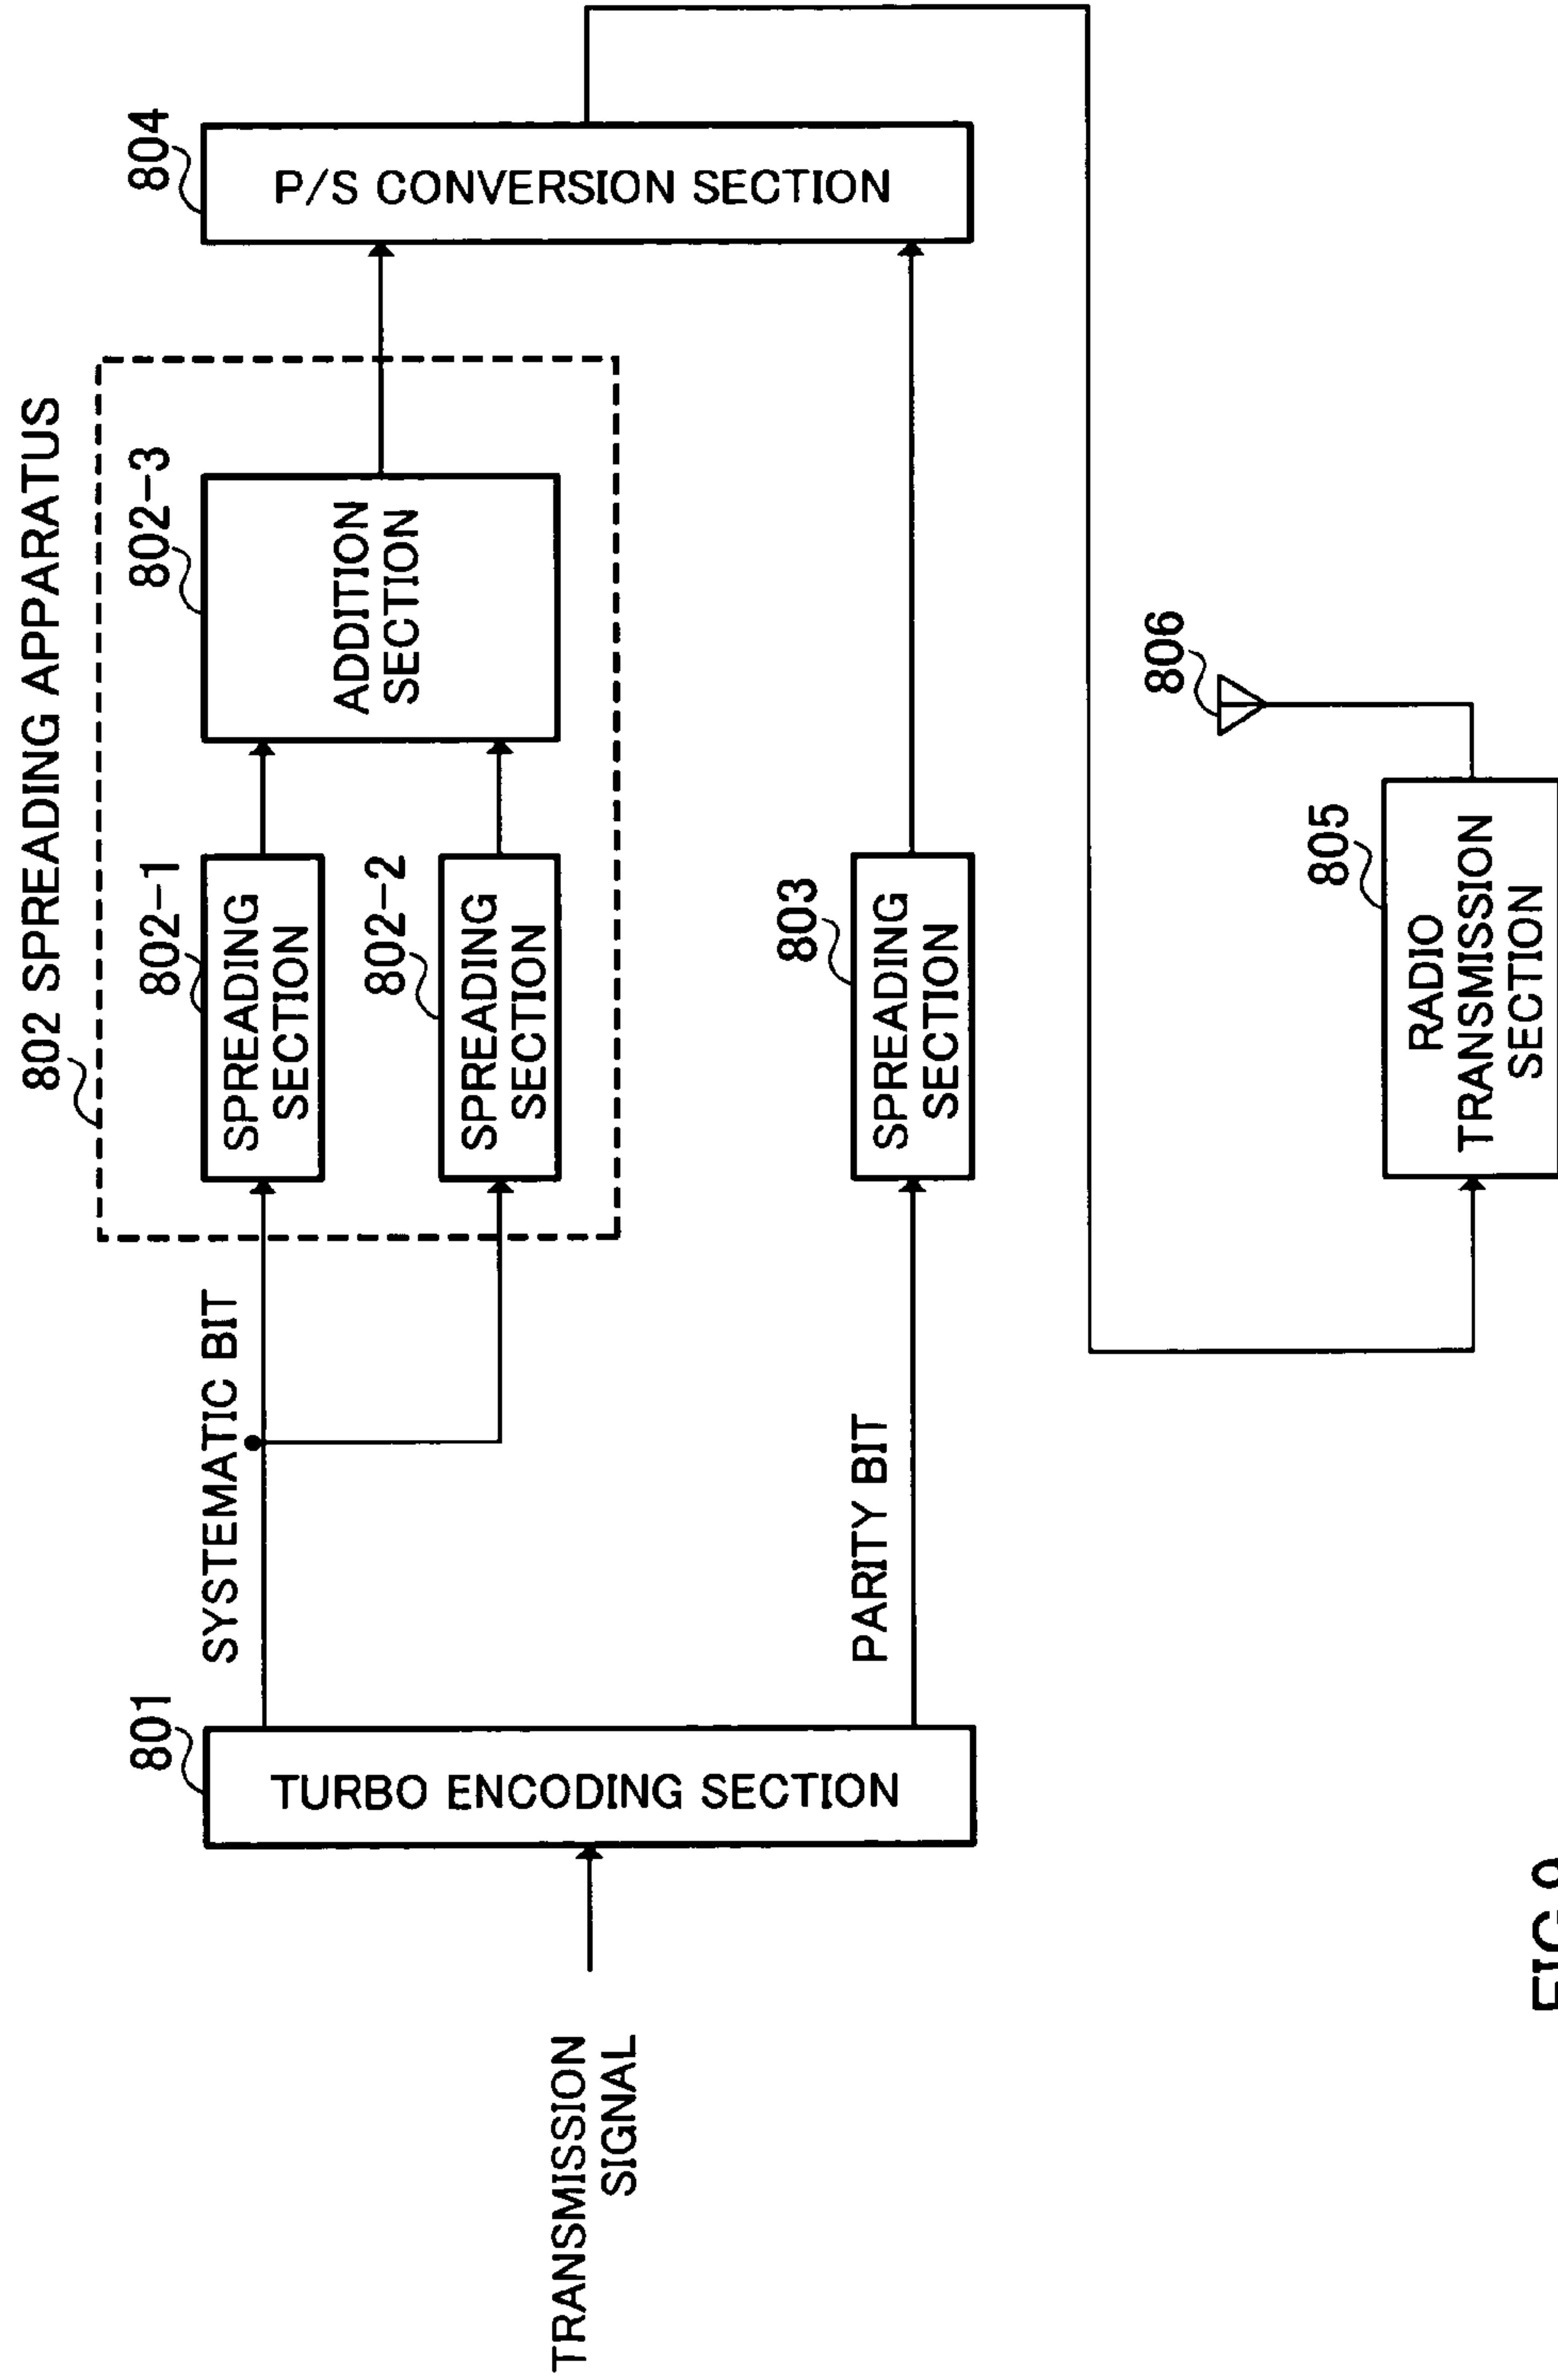 802 SPREADING APPARATUS
801
802-1
802-3
804
SYSTEMATIC BIT
SPREADING
SECTION
ADDITION
SECTION
802-2
SPREADING
SECTION
TURBO ENCODING SECTION
P/S CONVERSION SECTION
TRANSMISSION
SIGNAL
803
PARITY BIT
SPREADING
SECTION
806
805
RADIO
TRANSMISSION
SECTION
FIG.